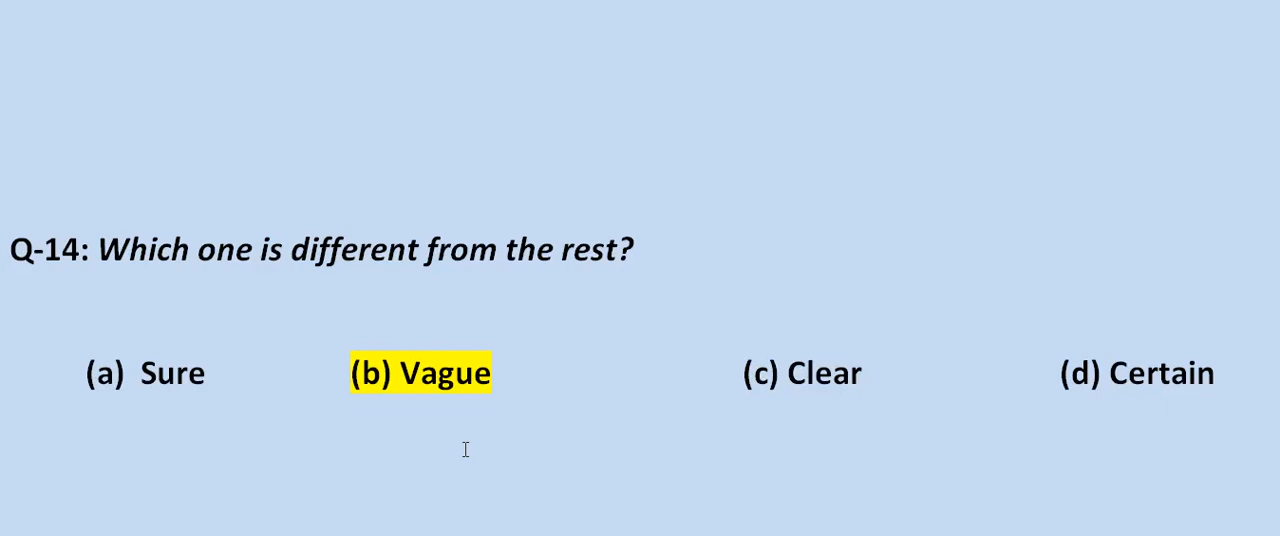 Q-14: Which one is different from the rest?
(a) Sure (b) Vague (c) Clear (d) Certain